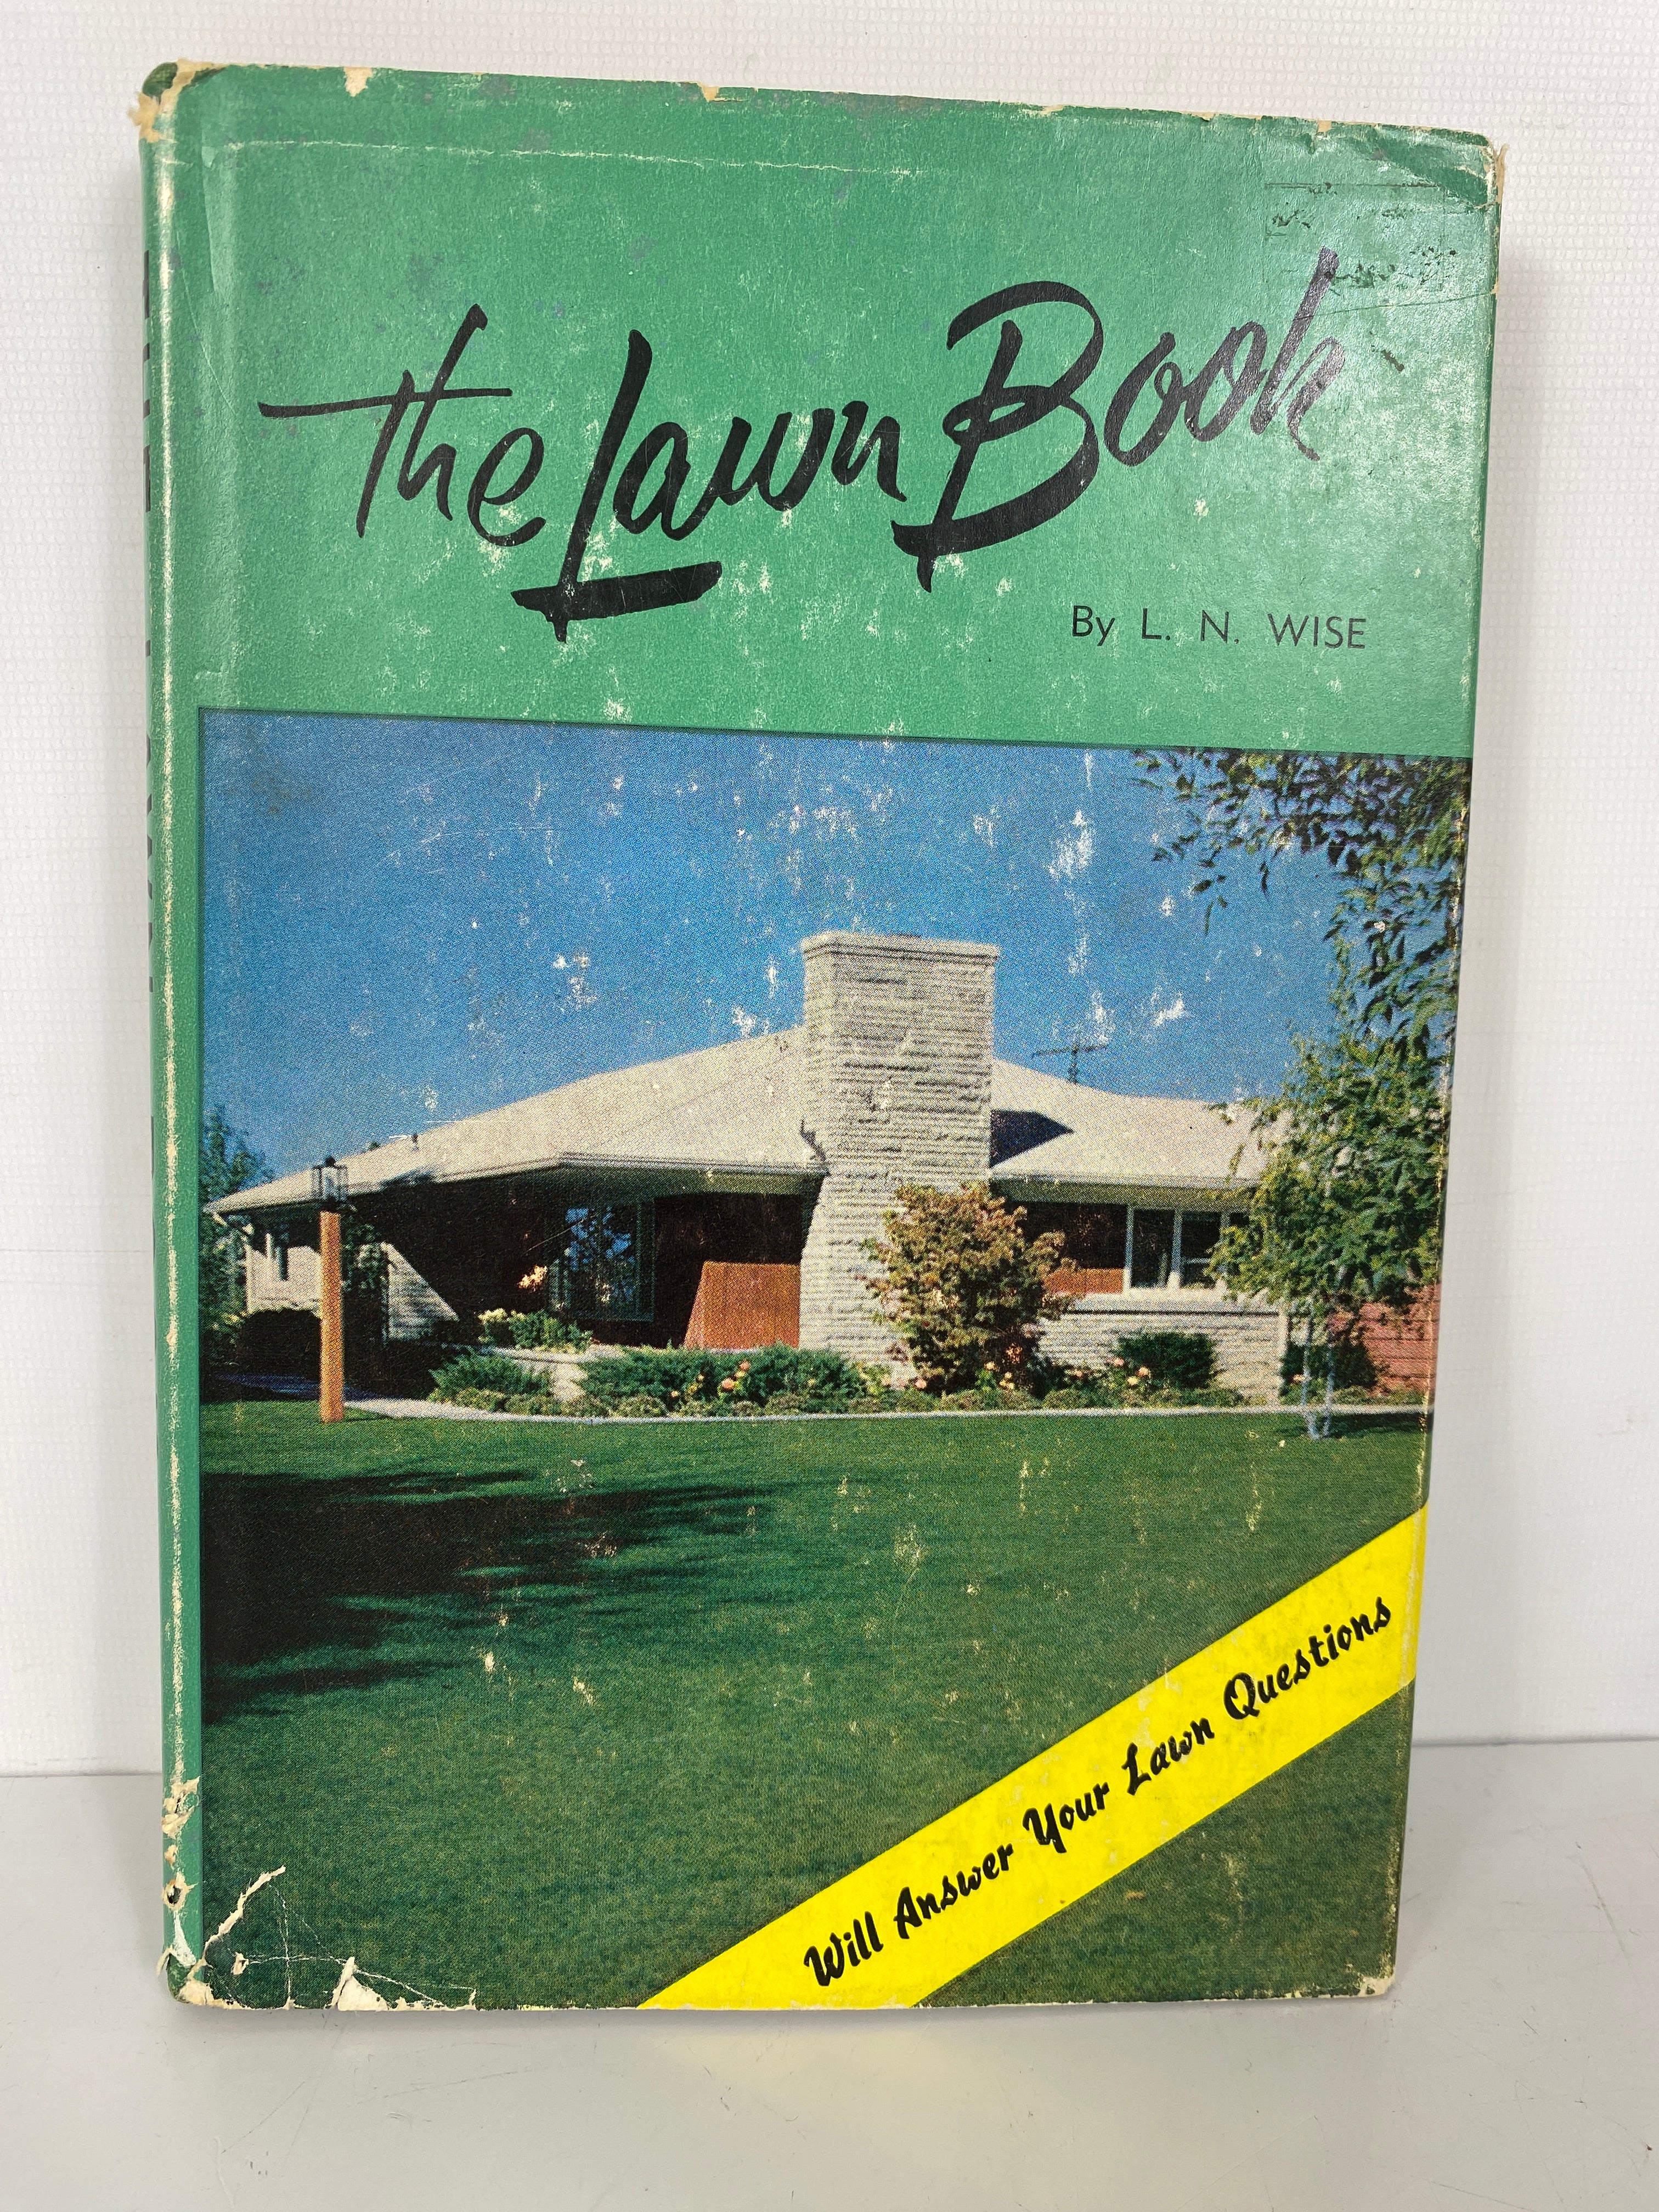 The Lawn Book
By L. N. WISE
Will Answer Your Lawn Questions